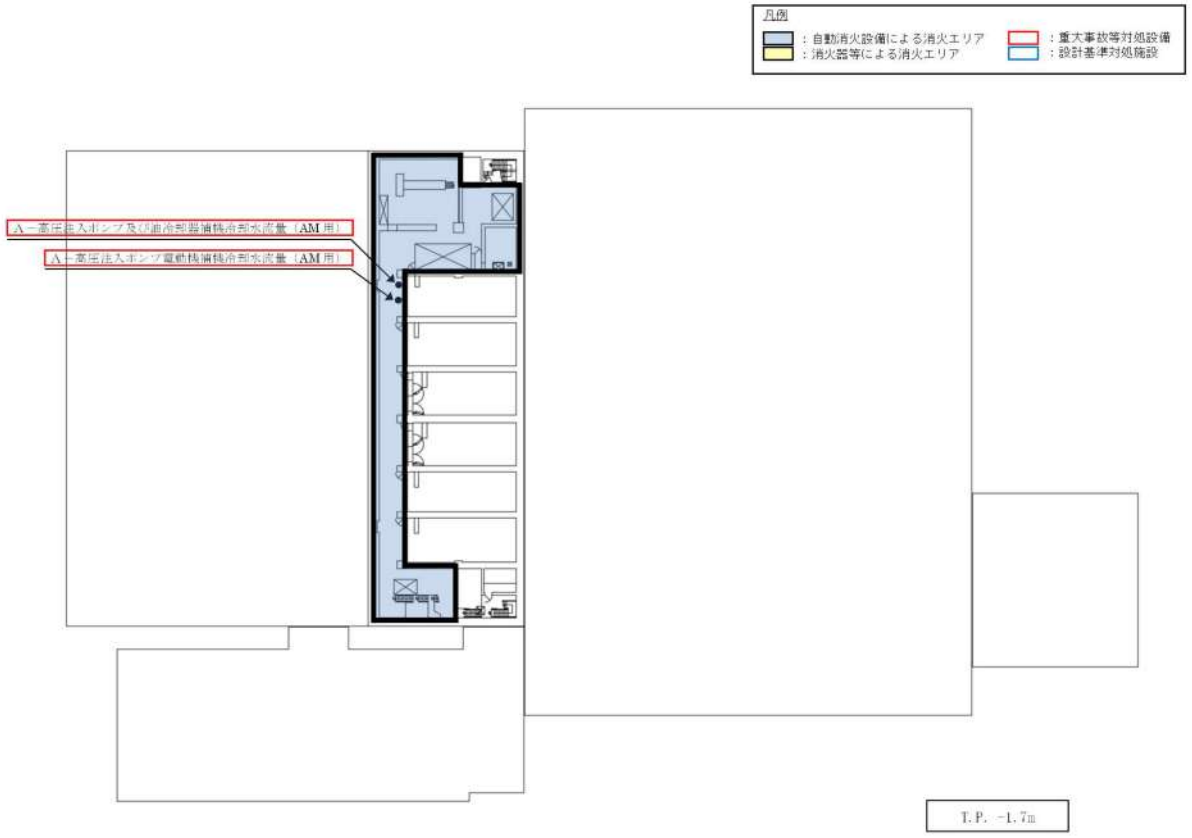 凡例
：自動消火設備による消火エリア
：重大事故等対処設備
：消火器等による消火エリア
：設計基準対処施設
A－高圧注入ポンプ及び油冷却器補機冷却水流量（AM用）
A－高圧注入ポンプ電動機補機冷却水流量（AM用）
T.P. -1.7m